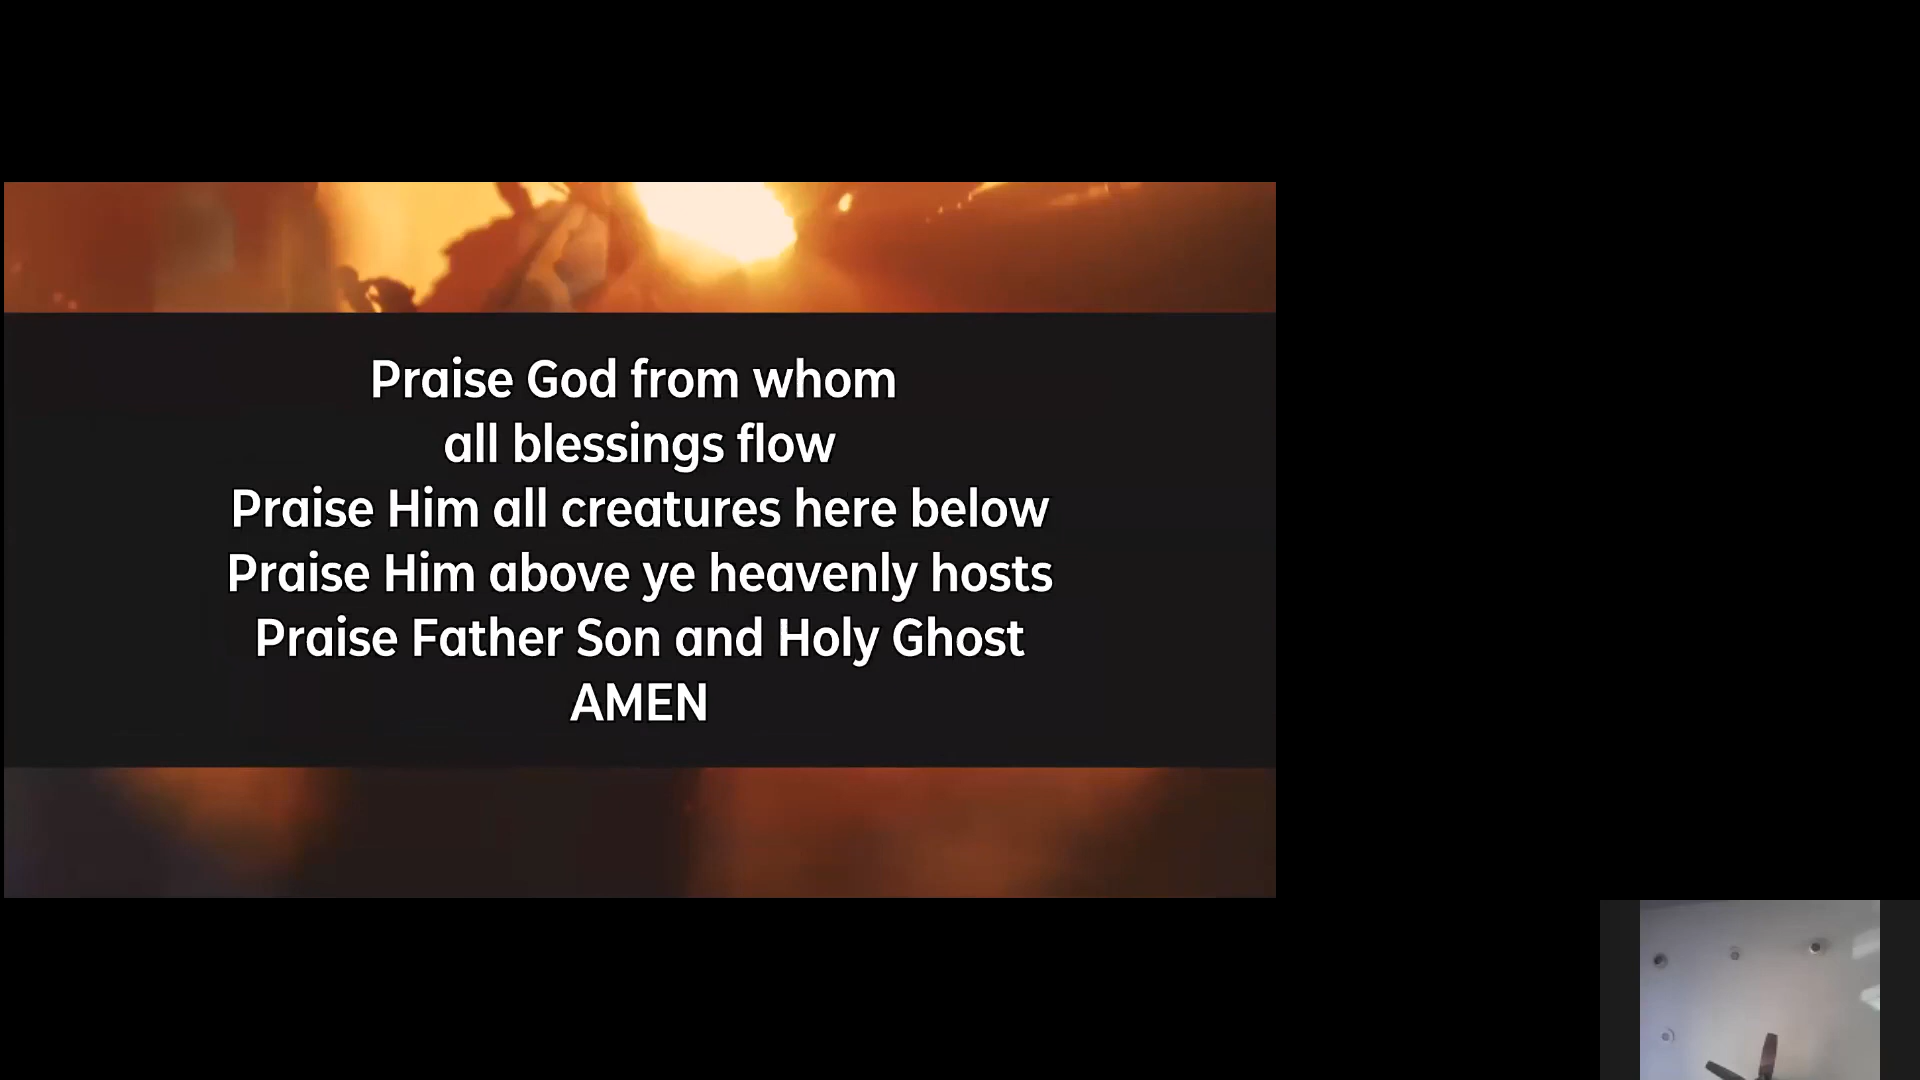 Praise God from whom
all blessings flow
Praise Him all creatures here below
Praise Him above ye heavenly hosts
Praise Father Son and Holy Ghost
AMEN